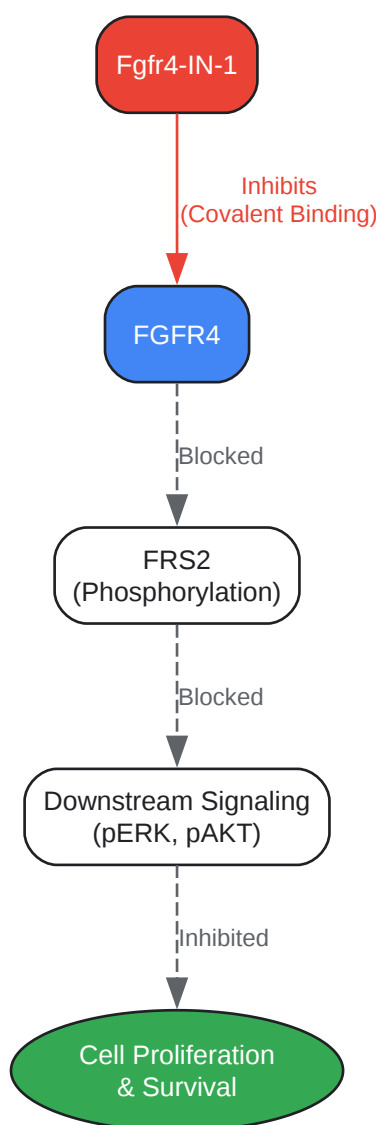 Fgfr4-IN-1
Inhibits
(Covalent Binding)
FGFR4
Blocked
FRS2
(Phosphorylation)
Blocked
Downstream Signaling
(pERK, pAKT)
Inhibited
Cell Proliferation
& Survival